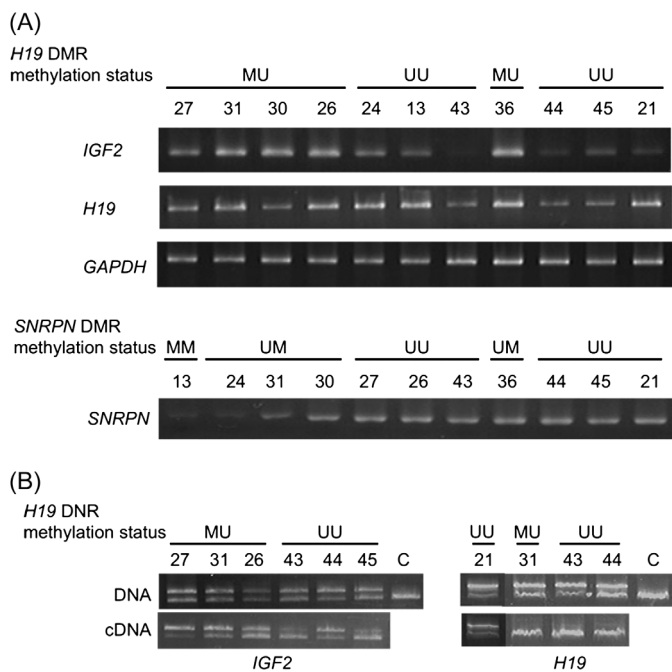 (A)
H19 DMR
methylation status MU UU MU UU
27 31 30 26 24 13 43 36 44 45 21
IGF2
H19
GAPDH
SNRPN DMR
methylation status MM UM UU UM UU
13 24 31 30 27 26 43 36 44 45 21
SNRPN
(B)
H19 DNR
methylation status MU UU UU MU UU
27 31 26 43 44 45 C 21 31 43 44 C
DNA
cDNA
IGF2 H19